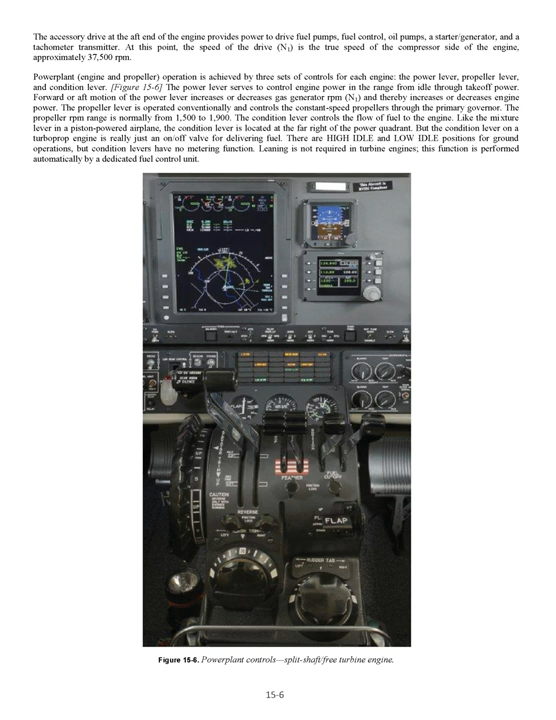 The accessory drive at the aft end of the engine provides power to drive fuel pumps, fuel control, oil pumps, a starter/generator, and a
tachometer transmitter. At this point, the speed of the drive (N₁) is the true speed of the compressor side of the engine,
approximately 37,500 rpm.
Powerplant (engine and propeller) operation is achieved by three sets of controls for each engine: the power lever, propeller lever,
and condition lever. [Figure 15-6] The power lever serves to control engine power in the range from idle through takeoff power.
Forward or aft motion of the power lever increases or decreases gas generator rpm (N₁) and thereby increases or decreases engine
power. The propeller lever is operated conventionally and controls the constant-speed propellers through the primary governor. The
propeller rpm range is normally from 1,500 to 1,900. The condition lever controls the flow of fuel to the engine. Like the mixture
lever in a piston-powered airplane, the condition lever is located at the far right of the power quadrant. But the condition lever on a
turboprop engine is really just an on/off valve for delivering fuel. There are HIGH IDLE and LOW IDLE positions for ground
operations, but condition levers have no metering function. Leaning is not required in turbine engines; this function is performed
automatically by a dedicated fuel control unit.
CAUTION
FEATHER
FUEL
CUTOFF
REVERSE
FLAP
RUDDER TAB
Figure 15-6. Powerplant controls—split-shaft/free turbine engine.
15-6